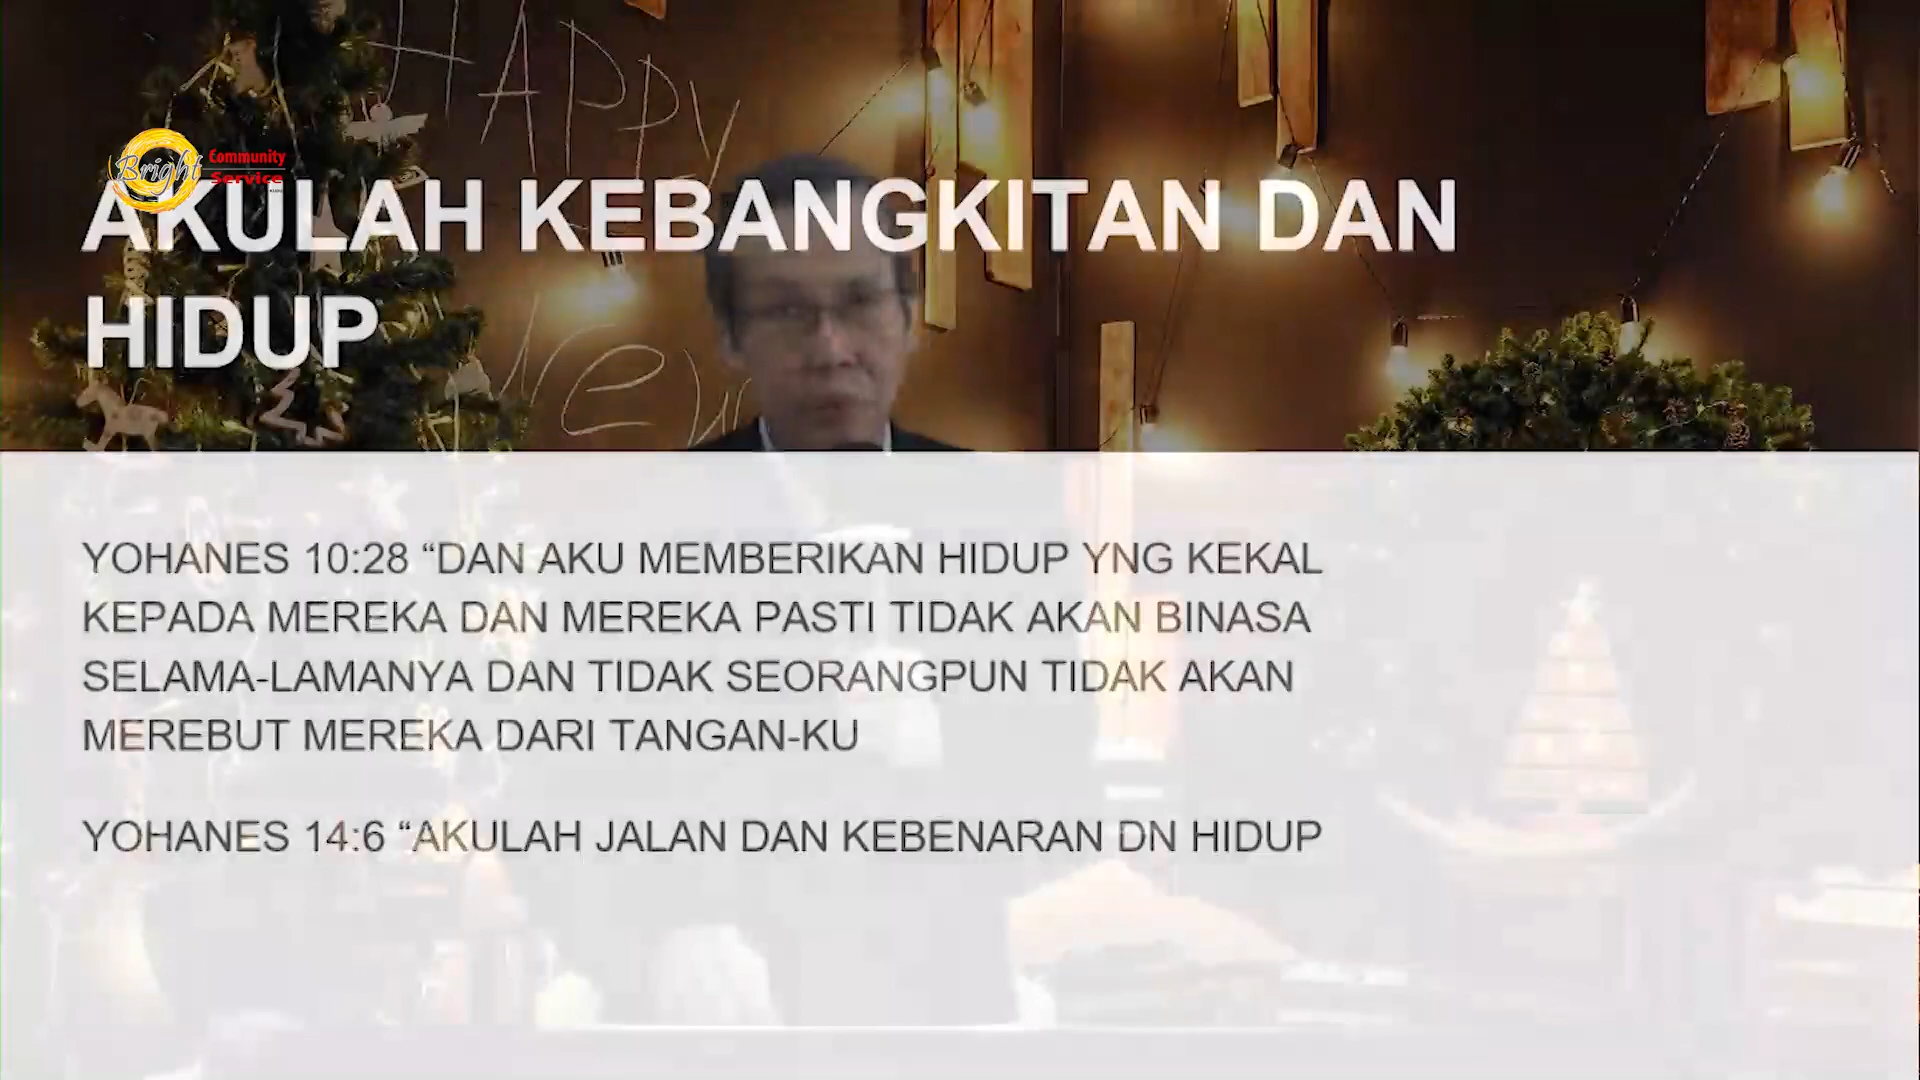 HAPPY
Bright
Community
Service
AKULAH KEBANGKITAN DAN
HIDUP
New
YOHANES 10:28 “DAN AKU MEMBERIKAN HIDUP YNG KEKAL
KEPADA MEREKA DAN MEREKA PASTI TIDAK AKAN BINASA
SELAMA-LAMANYA DAN TIDAK SEORANGPUN TIDAK AKAN
MEREBUT MEREKA DARI TANGAN-KU
YOHANES 14:6 “AKULAH JALAN DAN KEBENARAN DN HIDUP